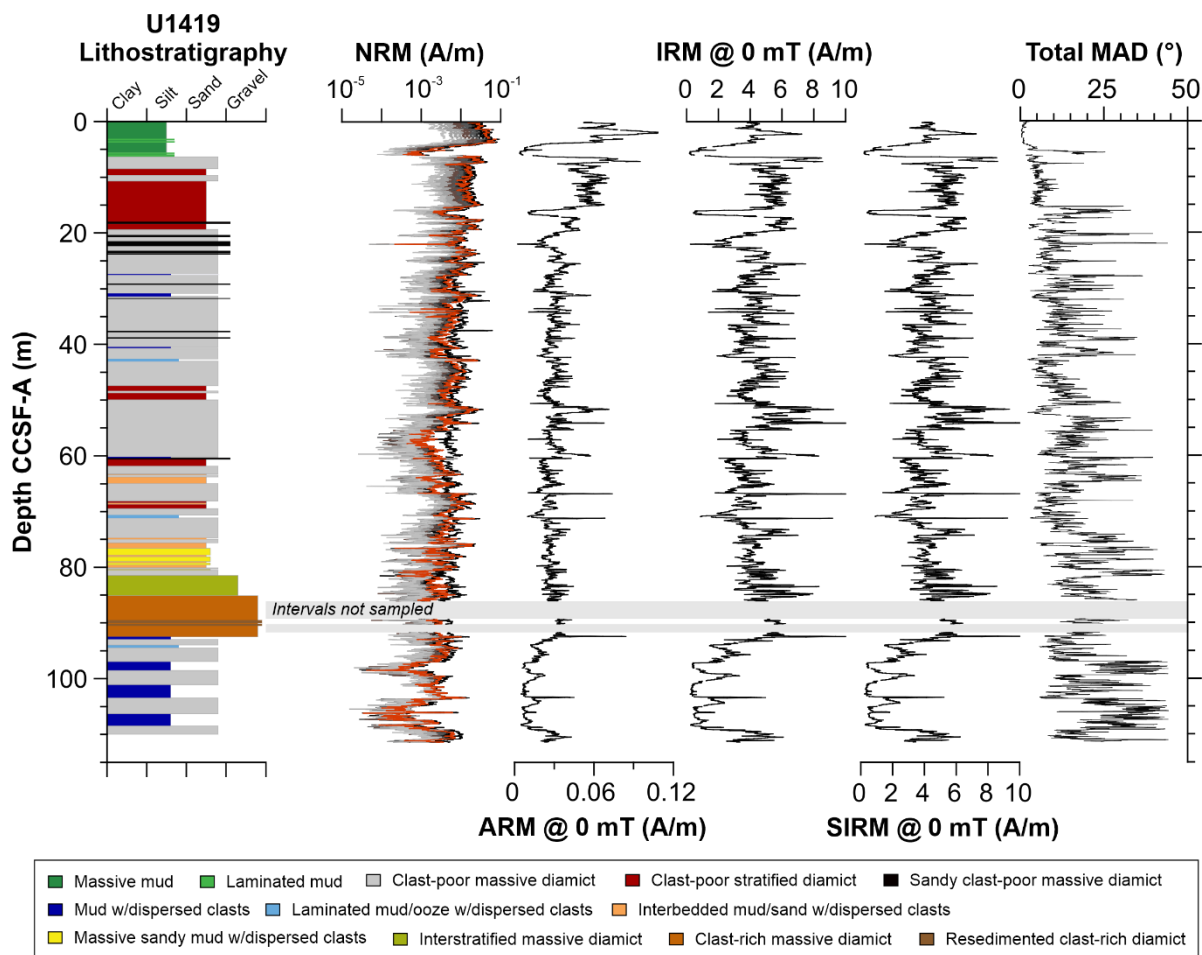 U1419
Lithostratigraphy
Clay
Silt
Sand
Gravel
NRM (A/m)
10⁻⁵ 10⁻³ 10⁻¹
IRM @ 0 mT (A/m)
0 2 4 6 8 10
Total MAD (°)
0 25 50
Depth CCSF-A (m)
0
20
40
60
80
100
Intervals not sampled
0 0.06 0.12
ARM @ 0 mT (A/m)
0 2 4 6 8 10
SIRM @ 0 mT (A/m)
Massive mud Laminated mud Clast-poor massive diamict Clast-poor stratified diamict Sandy clast-poor massive diamict
Mud w/dispersed clasts Laminated mud/ooze w/dispersed clasts Interbedded mud/sand w/dispersed clasts
Massive sandy mud w/dispersed clasts Interstratified massive diamict Clast-rich massive diamict Resedimented clast-rich diamict